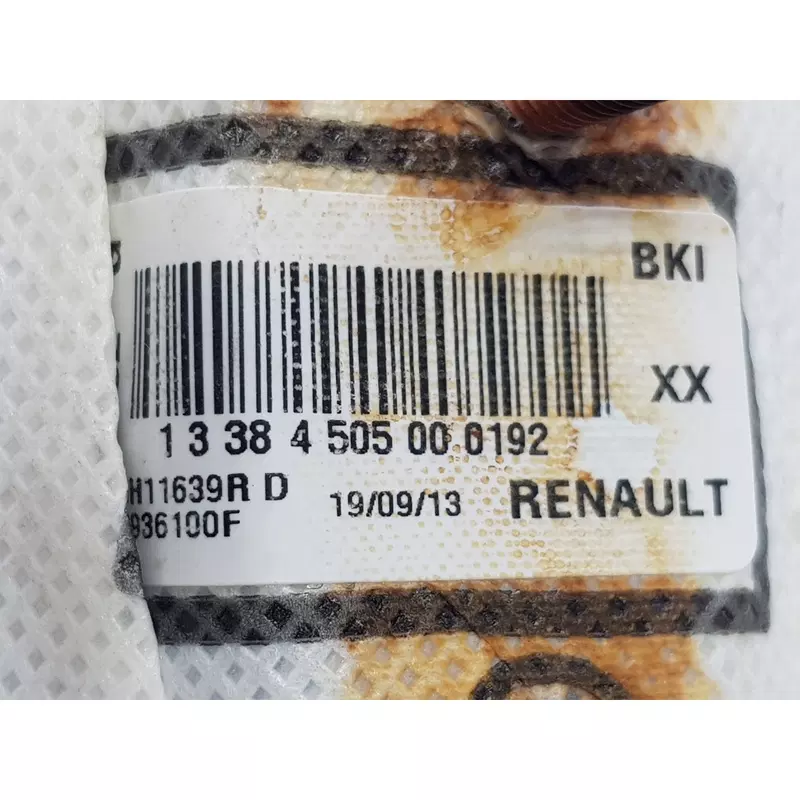 BKI
XX
1 3 38 4 505 00 0192
H11639R D
936100F
19/09/13
RENAULT